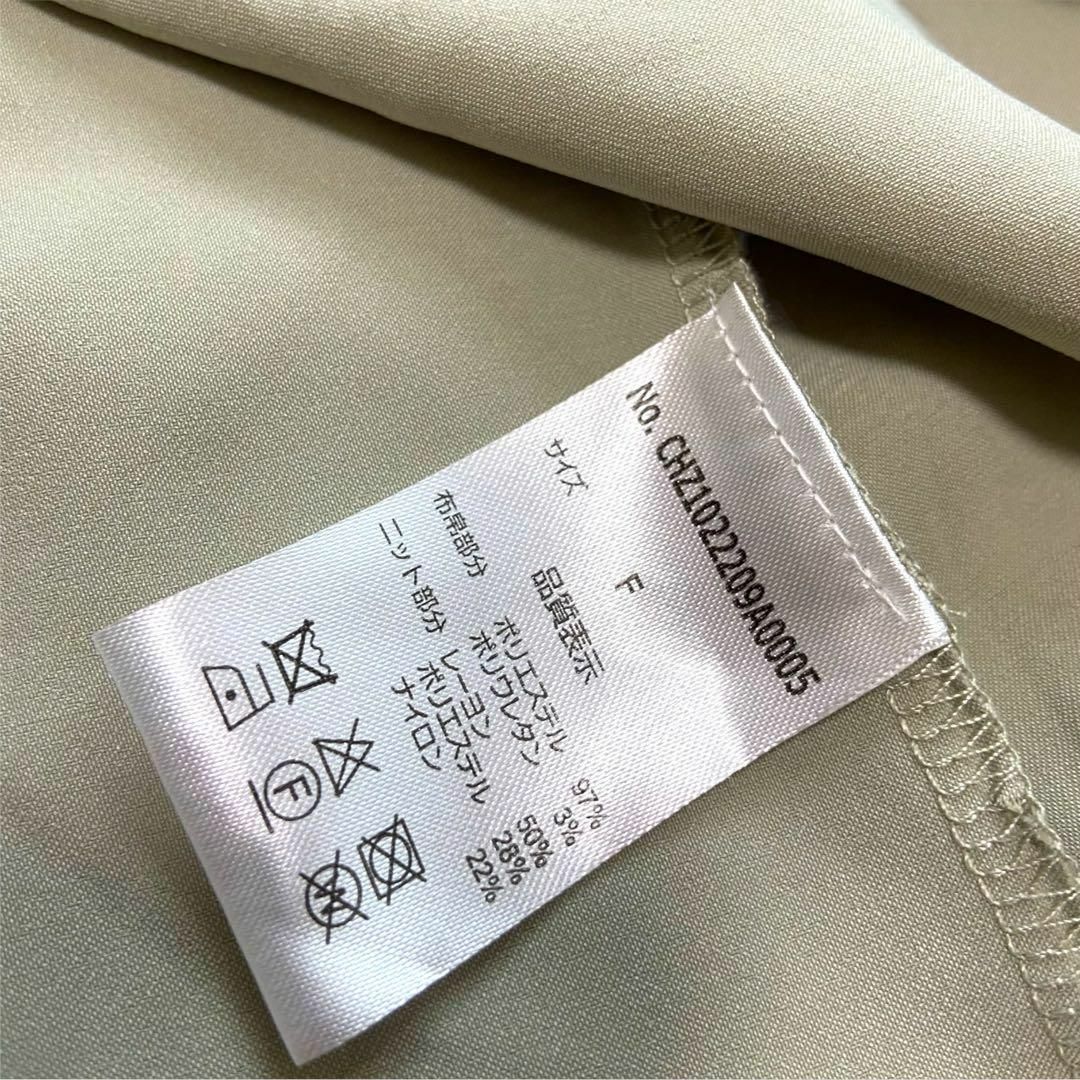 No. CHZ1022209A0005
サイズ F
品質表示
布帛部分 ポリエステル 97%
ポリウレタン 3%
ニット部分 レーヨン 50%
ポリエステル 28%
ナイロン 22%
F
W